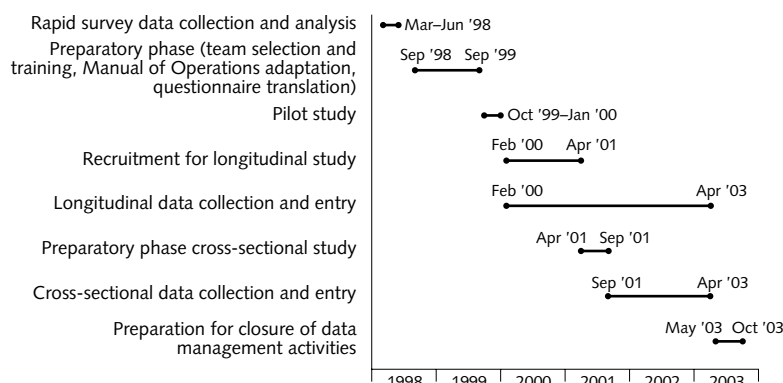 Rapid survey data collection and analysis
Mar–Jun '98
Preparatory phase (team selection and
training, Manual of Operations adaptation,
questionnaire translation)
Sep '98 Sep '99
Pilot study
Oct '99–Jan '00
Recruitment for longitudinal study
Feb '00 Apr '01
Longitudinal data collection and entry
Feb '00 Apr '03
Preparatory phase cross-sectional study
Apr '01 Sep '01
Cross-sectional data collection and entry
Sep '01 Apr '03
Preparation for closure of data
management activities
May '03 Oct '03
1998 1999 2000 2001 2002 2003